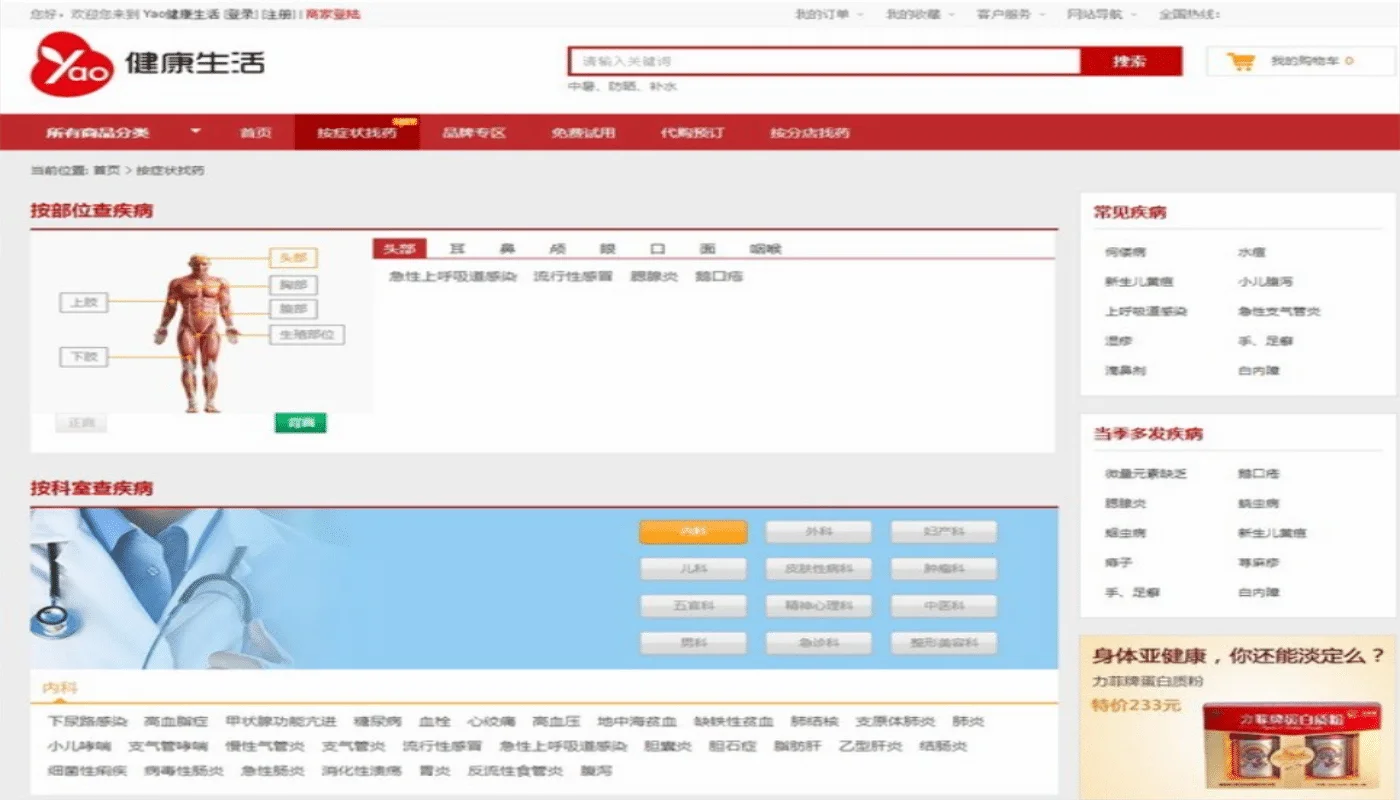 您好，欢迎您来到 Yao健康生活 [登录] [注册] | 商家登陆
我的订单 我的收藏 客户服务 网站导航 全国热线:
Yao 健康生活
请输入关键词 搜索 我的购物车 0
中暑、防晒、补水
所有商品分类 首页 按症状找药 品牌专区 免费试用 代购预订 按分店找药
当前位置: 首页 > 按症状找药
按部位查疾病
头部
胸部
腹部
生殖部位
上肢
下肢
正面
头部 耳 鼻 颅 眼 口 面 咽喉
急性上呼吸道感染 流行性感冒 腮腺炎 鹅口疮
按科室查疾病
内科 外科 妇产科
儿科 皮肤性病科 肿瘤科
五官科 精神心理科 中医科
男科 急诊科 整形美容科
内科
下尿路感染 高血脂症 甲状腺功能亢进 糖尿病 血栓 心绞痛 高血压 地中海贫血 缺铁性贫血 肺结核 支原体肺炎 肺炎
小儿哮喘 支气管哮喘 慢性气管炎 支气管炎 流行性感冒 急性上呼吸道感染 胆囊炎 胆石症 脂肪肝 乙型肝炎 结肠炎
细菌性痢疾 病毒性肠炎 急性肠炎 消化性溃疡 胃炎 反流性食管炎 腹泻
常见疾病
佝偻病 水痘
新生儿黄疸 小儿腹泻
上呼吸道感染 急性支气管炎
湿疹 手、足癣
滴鼻剂 白内障
当季多发疾病
微量元素缺乏 鹅口疮
腮腺炎 蛲虫病
蛔虫病 新生儿黄疸
痱子 荨麻疹
手、足癣 白内障
身体亚健康，你还能淡定么？
力菲牌蛋白质粉
特价233元
力菲牌蛋白质粉